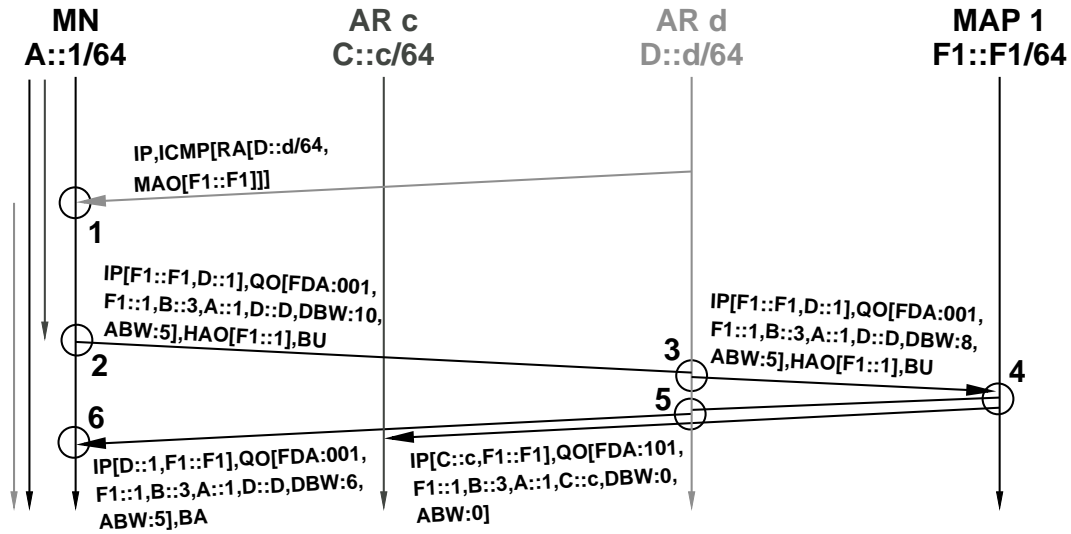 MN
A::1/64
AR c
C::c/64
AR d
D::d/64
MAP 1
F1::F1/64
IP,ICMP[RA[D::d/64,
MAO[F1::F1]]]
1
IP[F1::F1,D::1],QO[FDA:001,
F1::1,B::3,A::1,D::D,DBW:10,
ABW:5],HAO[F1::1],BU
2
3
IP[F1::F1,D::1],QO[FDA:001,
F1::1,B::3,A::1,D::D,DBW:8,
ABW:5],HAO[F1::1],BU
4
5
6
IP[D::1,F1::F1],QO[FDA:001,
F1::1,B::3,A::1,D::D,DBW:6,
ABW:5],BA
IP[C::c,F1::F1],QO[FDA:101,
F1::1,B::3,A::1,C::c,DBW:0,
ABW:0]